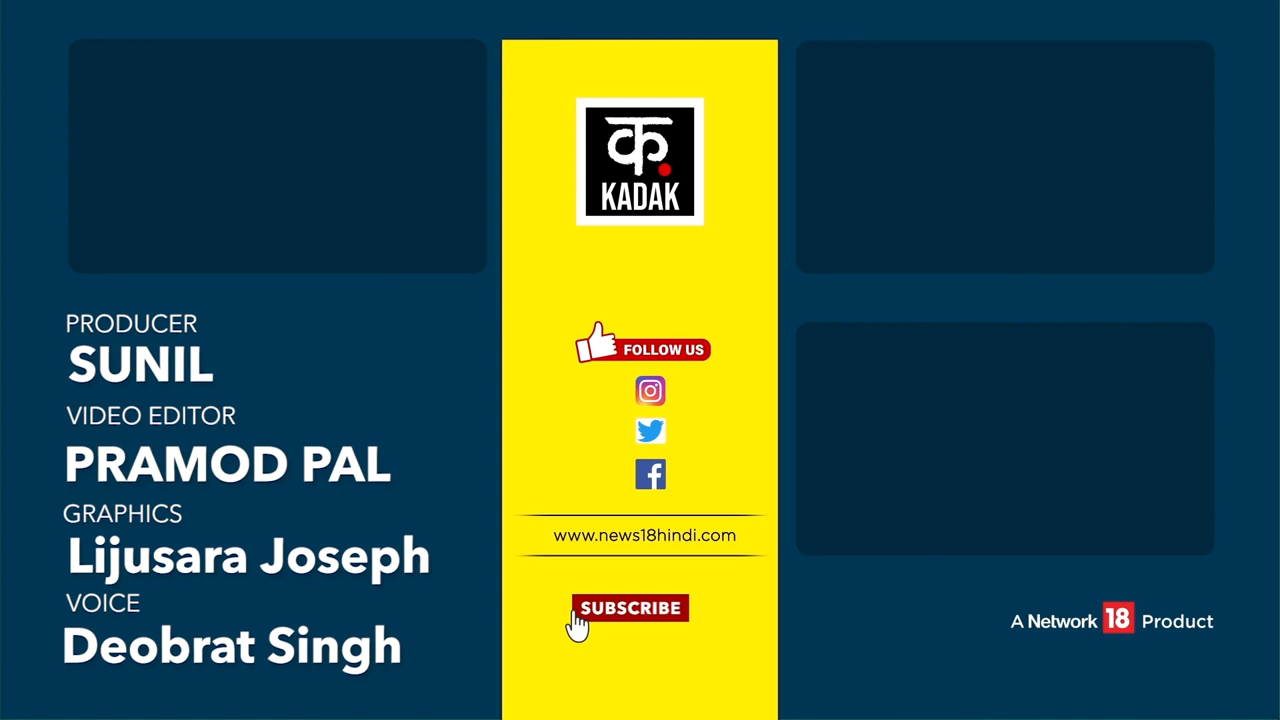 PRODUCER
SUNIL
VIDEO EDITOR
PRAMOD PAL
GRAPHICS
Lijusara Joseph
VOICE
Deobrat Singh
क
KADAK
FOLLOW US
www.news18hindi.com
SUBSCRIBE
A Network 18 Product